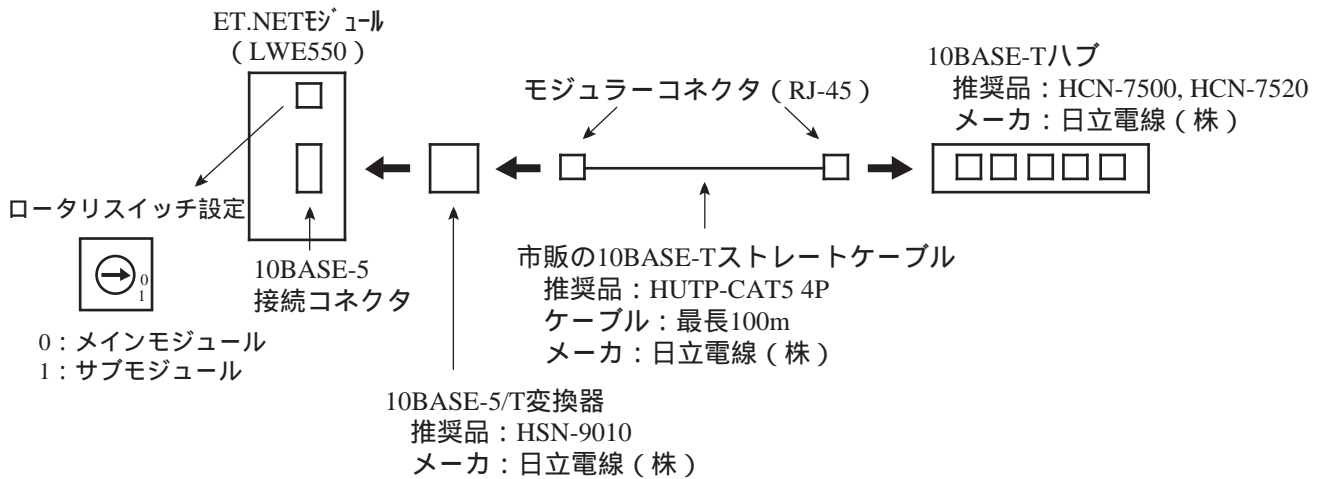 ET.NETモジュール
（LWE550）
モジュラーコネクタ（RJ-45）
10BASE-Tハブ
推奨品：HCN-7500, HCN-7520
メーカ：日立電線（株）
ロータリスイッチ設定
0
1
0：メインモジュール
1：サブモジュール
10BASE-5
接続コネクタ
市販の10BASE-Tストレートケーブル
推奨品：HUTP-CAT5 4P
ケーブル：最長100m
メーカ：日立電線（株）
10BASE-5/T変換器
推奨品：HSN-9010
メーカ：日立電線（株）